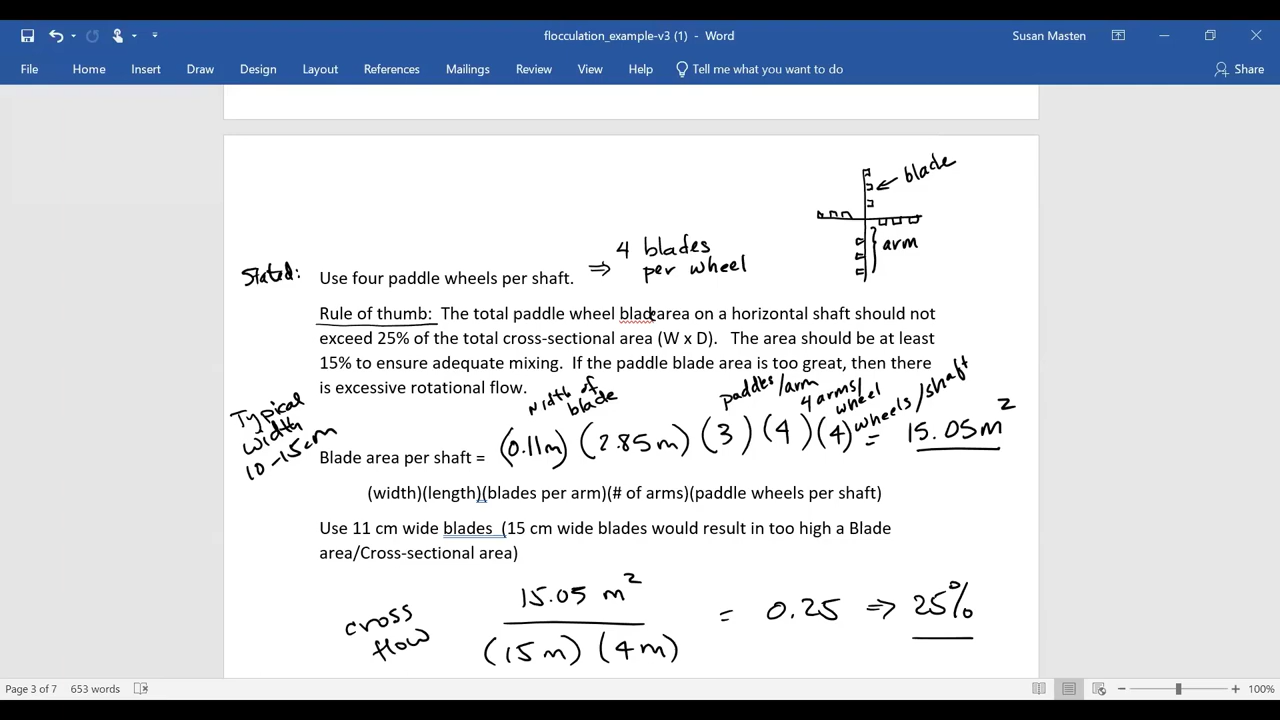 flocculation_example-v3 (1) - Word
Susan Masten
File Home Insert Draw Design Layout References Mailings Review View Help Tell me what you want to do Share
blade
arm
4 blades
per wheel
⇒
Stated:
Use four paddle wheels per shaft.
Rule of thumb: The total paddle wheel blade area on a horizontal shaft should not
exceed 25% of the total cross-sectional area (W x D). The area should be at least
15% to ensure adequate mixing. If the paddle blade area is too great, then there
is excessive rotational flow.
Typical
width
10-15cm
width of
blade
paddles/arm
4 arms/
wheel
wheels/shaft
Blade area per shaft = (0.11m) (2.85m) (3) (4) (4) = 15.05m²
(width)(length)(blades per arm)(# of arms)(paddle wheels per shaft)
Use 11 cm wide blades (15 cm wide blades would result in too high a Blade
area/Cross-sectional area)
cross
flow
15.05 m²
(15m) (4m)
= 0.25 ⇒ 25%
Page 3 of 7 653 words 100%